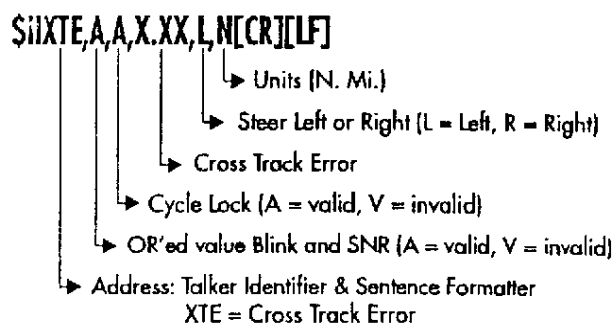 $iiXTE,A,A,X.XX,L,N[CR][LF]
Units (N. Mi.)
Steer Left or Right (L = Left, R = Right)
Cross Track Error
Cycle Lock (A = valid, V = invalid)
OR'ed value Blink and SNR (A = valid, V = invalid)
Address: Talker Identifier & Sentence Formatter
XTE = Cross Track Error